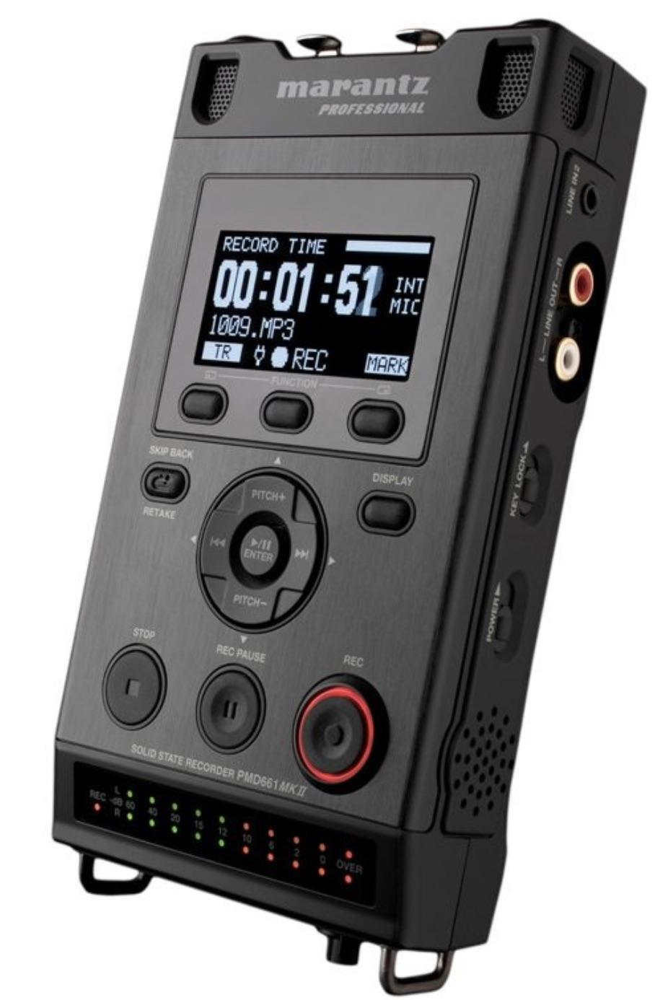 marantz
PROFESSIONAL
LINE IN 2
RECORD TIME
00:01:51
INT
MIC
1009.MP3
TR
REC
MARK
L—LINE OUT—R
FUNCTION
SKIP BACK
RETAKE
DISPLAY
KEY LOCK
PITCH+
ENTER
PITCH−
POWER
STOP
REC PAUSE
REC
SOLID STATE RECORDER PMD661MKII
REC
L
-dB
R
60 40 20 15 12 10 6 2 0 OVER